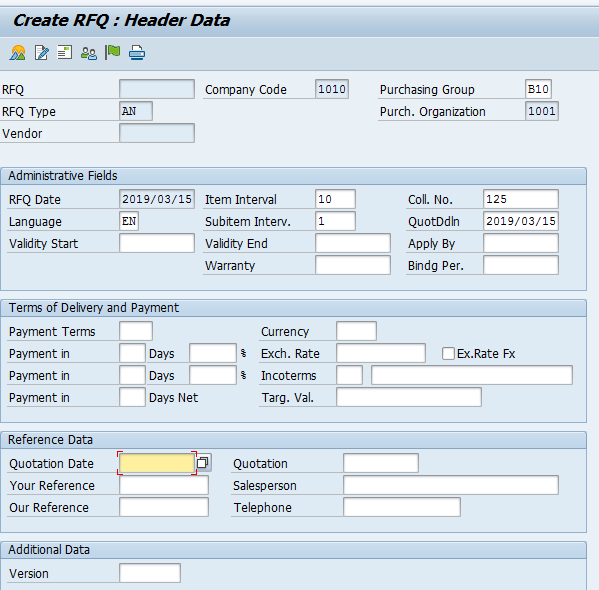 Create RFQ : Header Data
RFQ Company Code 1010 Purchasing Group B10
RFQ Type AN Purch. Organization 1001
Vendor
Administrative Fields
RFQ Date 2019/03/15 Item Interval 10 Coll. No. 125
Language EN Subitem Interv. 1 QuotDdln 2019/03/15
Validity Start Validity End Apply By
Warranty Bindg Per.
Terms of Delivery and Payment
Payment Terms Currency
Payment in Days % Exch. Rate Ex.Rate Fx
Payment in Days % Incoterms
Payment in Days Net Targ. Val.
Reference Data
Quotation Date Quotation
Your Reference Salesperson
Our Reference Telephone
Additional Data
Version